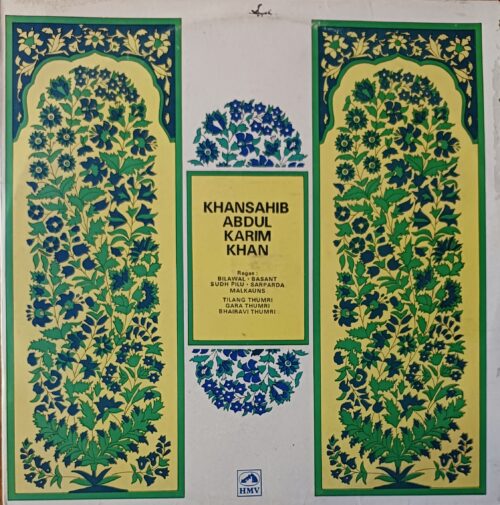 KHANSAHIB
ABDUL
KARIM
KHAN
Ragas:
BILAWAL • BASANT
SUDH PILU • SARPARDA
MALKAUNS
TILANG THUMRI
GARA THUMRI
BHAIRAVI THUMRI
HMV